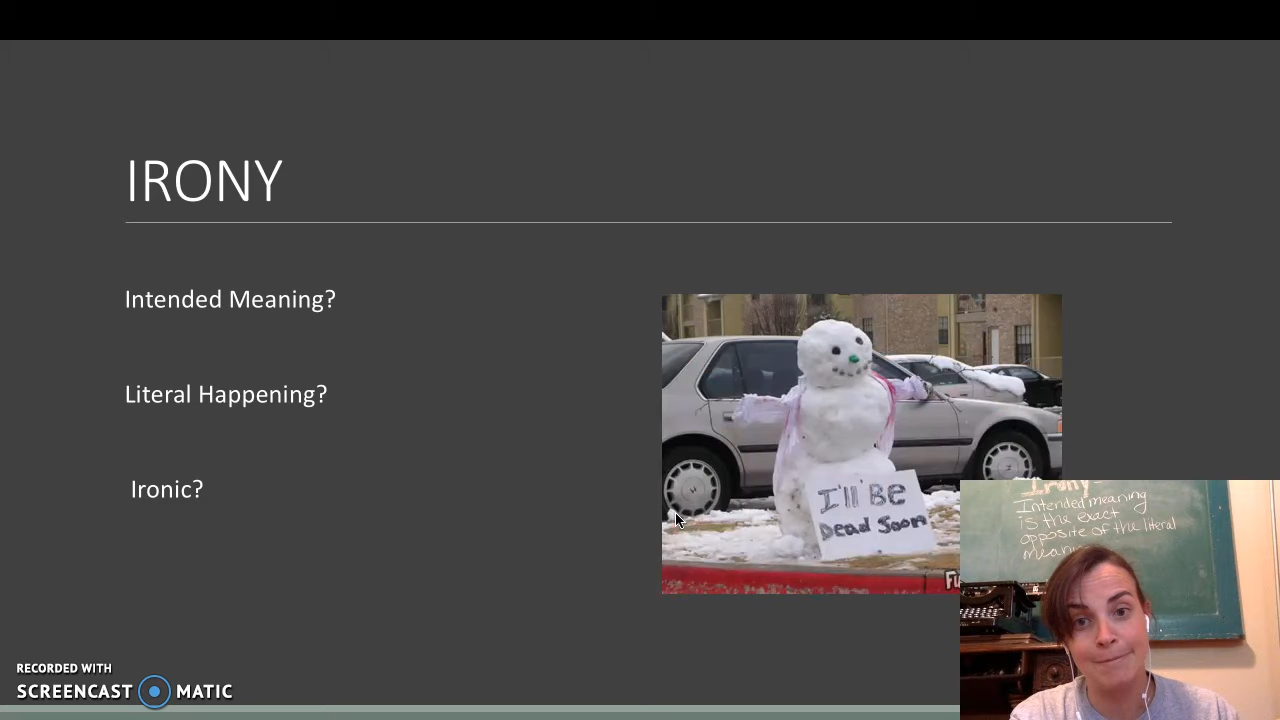 IRONY
Intended Meaning?
Literal Happening?
Ironic?
I'll BE
Dead Soon
Irony-
Intended meaning
is the exact
opposite of the literal
RECORDED WITH
SCREENCAST MATIC